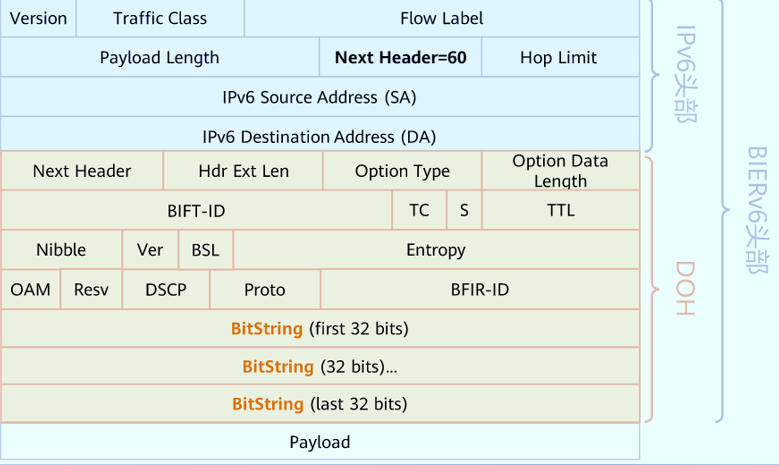 Version Traffic Class Flow Label
Payload Length Next Header=60 Hop Limit
IPv6 Source Address (SA)
IPv6 Destination Address (DA)
IPv6头部
Next Header Hdr Ext Len Option Type Option Data
Length
BIFT-ID TC S TTL
Nibble Ver BSL Entropy
OAM Resv DSCP Proto BFIR-ID
BitString (first 32 bits)
BitString (32 bits)...
BitString (last 32 bits)
DOH
BIERv6头部
Payload